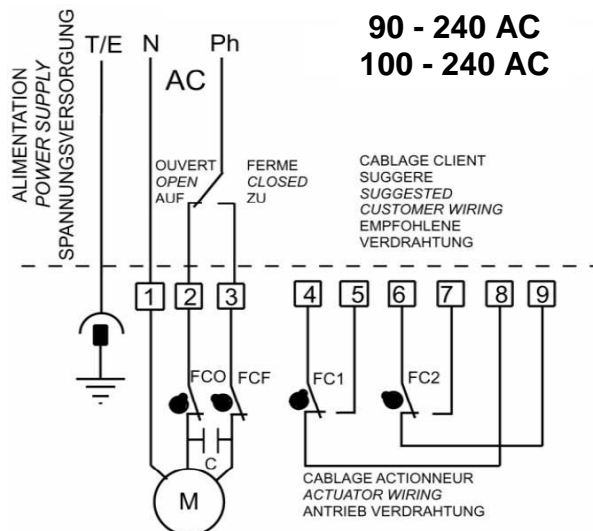 90 - 240 AC
100 - 240 AC
ALIMENTATION
POWER SUPPLY
SPANNUNGSVERSORGUNG
T/E N Ph
AC
OUVERT
OPEN
AUF
FERME
CLOSED
ZU
CABLAGE CLIENT
SUGGERE
SUGGESTED
CUSTOMER WIRING
EMPFOHLENE
VERDRAHTUNG
1 2 3 4 5 6 7 8 9
FCO FCF FC1 FC2
C
M
CABLAGE ACTIONNEUR
ACTUATOR WIRING
ANTRIEB VERDRAHTUNG